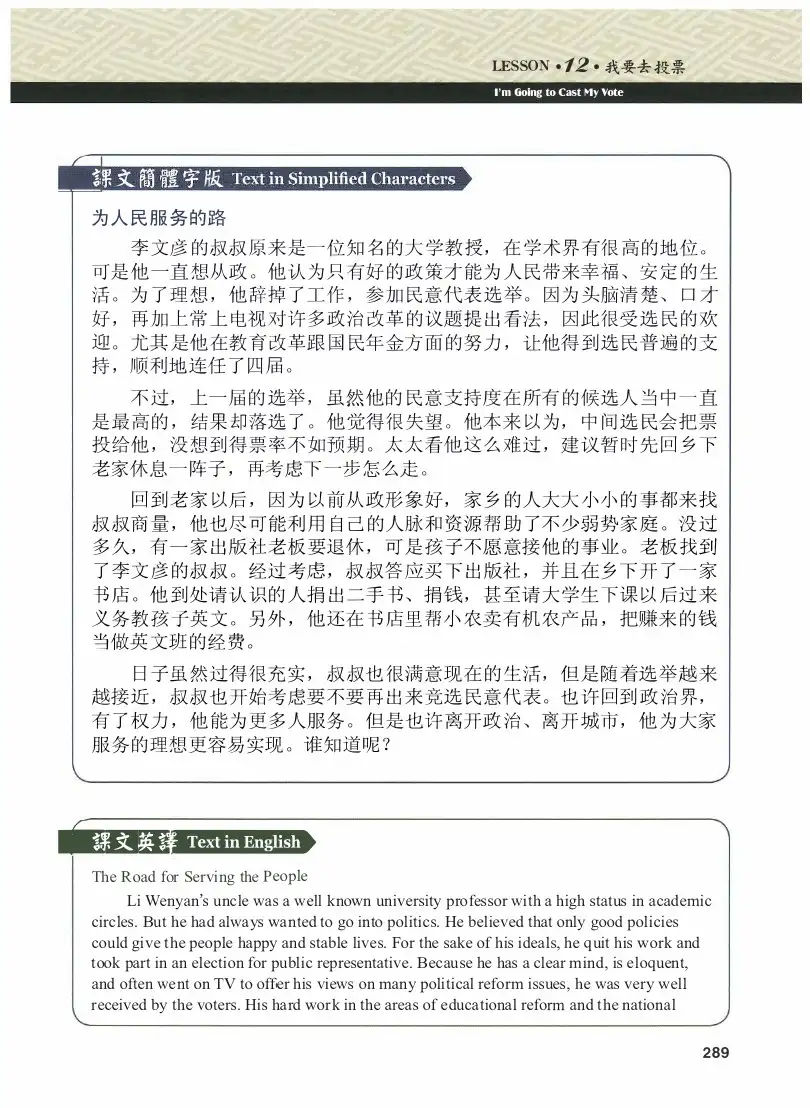 LESSON •12• 我要去投票
I'm Going to Cast My Vote
課文簡體字版 Text in Simplified Characters
为人民服务的路
李文彦的叔叔原来是一位知名的大学教授，在学术界有很高的地位。
可是他一直想从政。他认为只有好的政策才能为人民带来幸福、安定的生
活。为了理想，他辞掉了工作，参加民意代表选举。因为头脑清楚、口才
好，再加上常上电视对许多政治改革的议题提出看法，因此很受选民的欢
迎。尤其是他在教育改革跟国民年金方面的努力，让他得到选民普遍的支
持，顺利地连任了四届。
不过，上一届的选举，虽然他的民意支持度在所有的候选人当中一直
是最高的，结果却落选了。他觉得很失望。他本来以为，中间选民会把票
投给他，没想到得票率不如预期。太太看他这么难过，建议暂时先回乡下
老家休息一阵子，再考虑下一步怎么走。
回到老家以后，因为以前从政形象好，家乡的人大大小小的事都来找
叔叔商量，他也尽可能利用自己的人脉和资源帮助了不少弱势家庭。没过
多久，有一家出版社老板要退休，可是孩子不愿意接他的事业。老板找到
了李文彦的叔叔。经过考虑，叔叔答应买下出版社，并且在乡下开了一家
书店。他到处请认识的人捐出二手书、捐钱，甚至请大学生下课以后过来
义务教孩子英文。另外，他还在书店里帮小农卖有机农产品，把赚来的钱
当做英文班的经费。
日子虽然过得很充实，叔叔也很满意现在的生活，但是随着选举越来
越接近，叔叔也开始考虑要不要再出来竞选民意代表。也许回到政治界，
有了权力，他能为更多人服务。但是也许离开政治、离开城市，他为大家
服务的理想更容易实现。谁知道呢？
課文英譯 Text in English
The Road for Serving the People
Li Wenyan's uncle was a well known university professor with a high status in academic
circles. But he had always wanted to go into politics. He believed that only good policies
could give the people happy and stable lives. For the sake of his ideals, he quit his work and
took part in an election for public representative. Because he has a clear mind, is eloquent,
and often went on TV to offer his views on many political reform issues, he was very well
received by the voters. His hard work in the areas of educational reform and the national
289